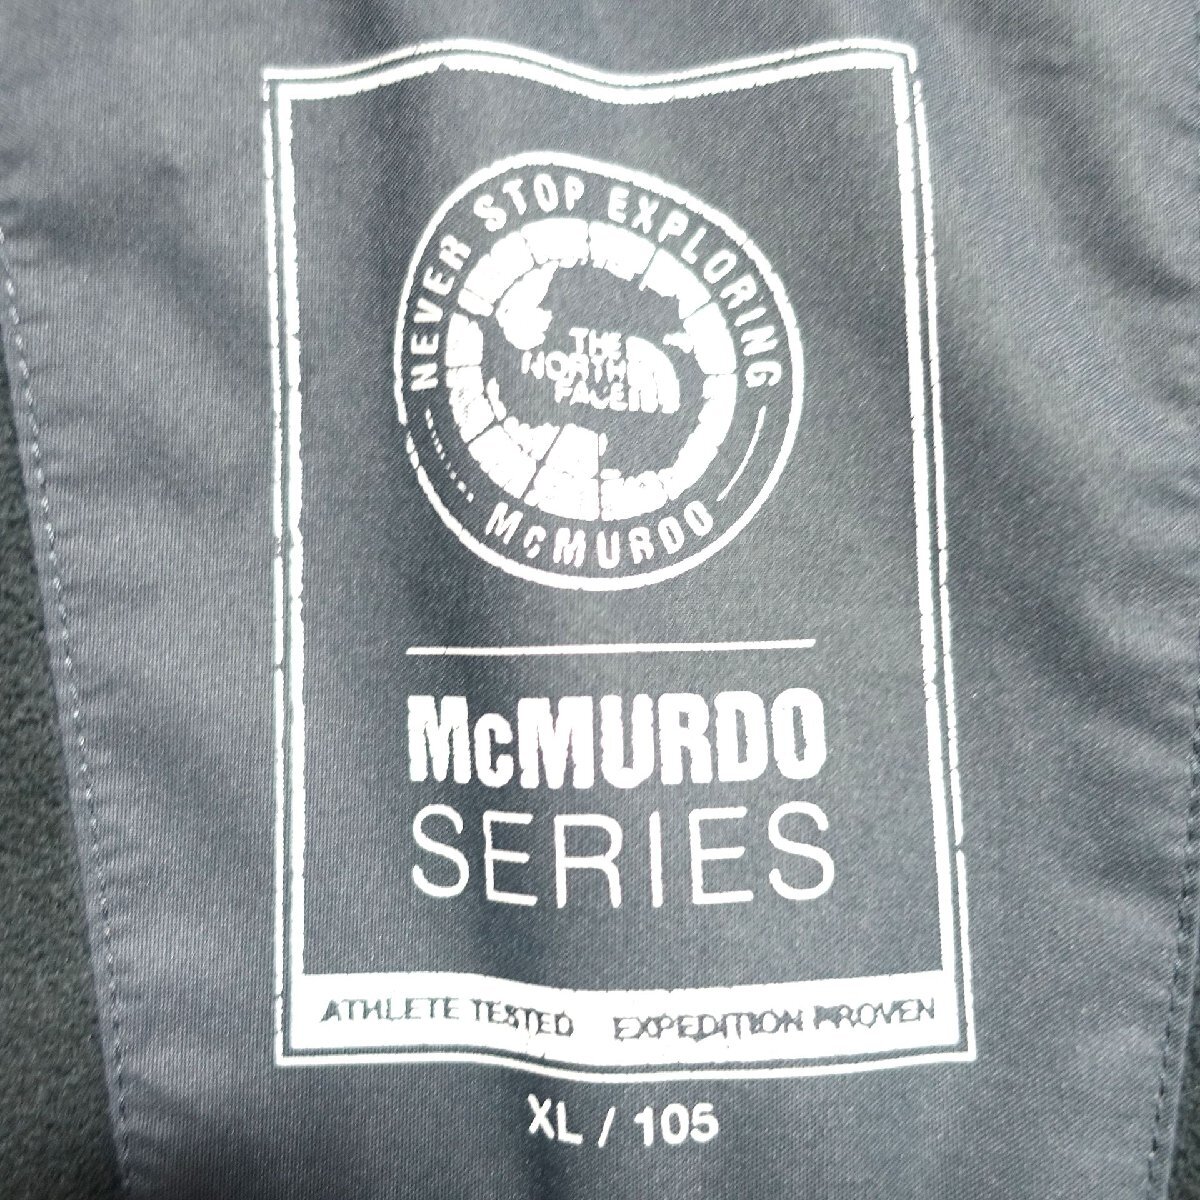 NEVER STOP EXPLORING
THE
NORTH
FACE
McMURDO
McMURDO
SERIES
ATHLETE TESTED EXPEDITION PROVEN
XL / 105